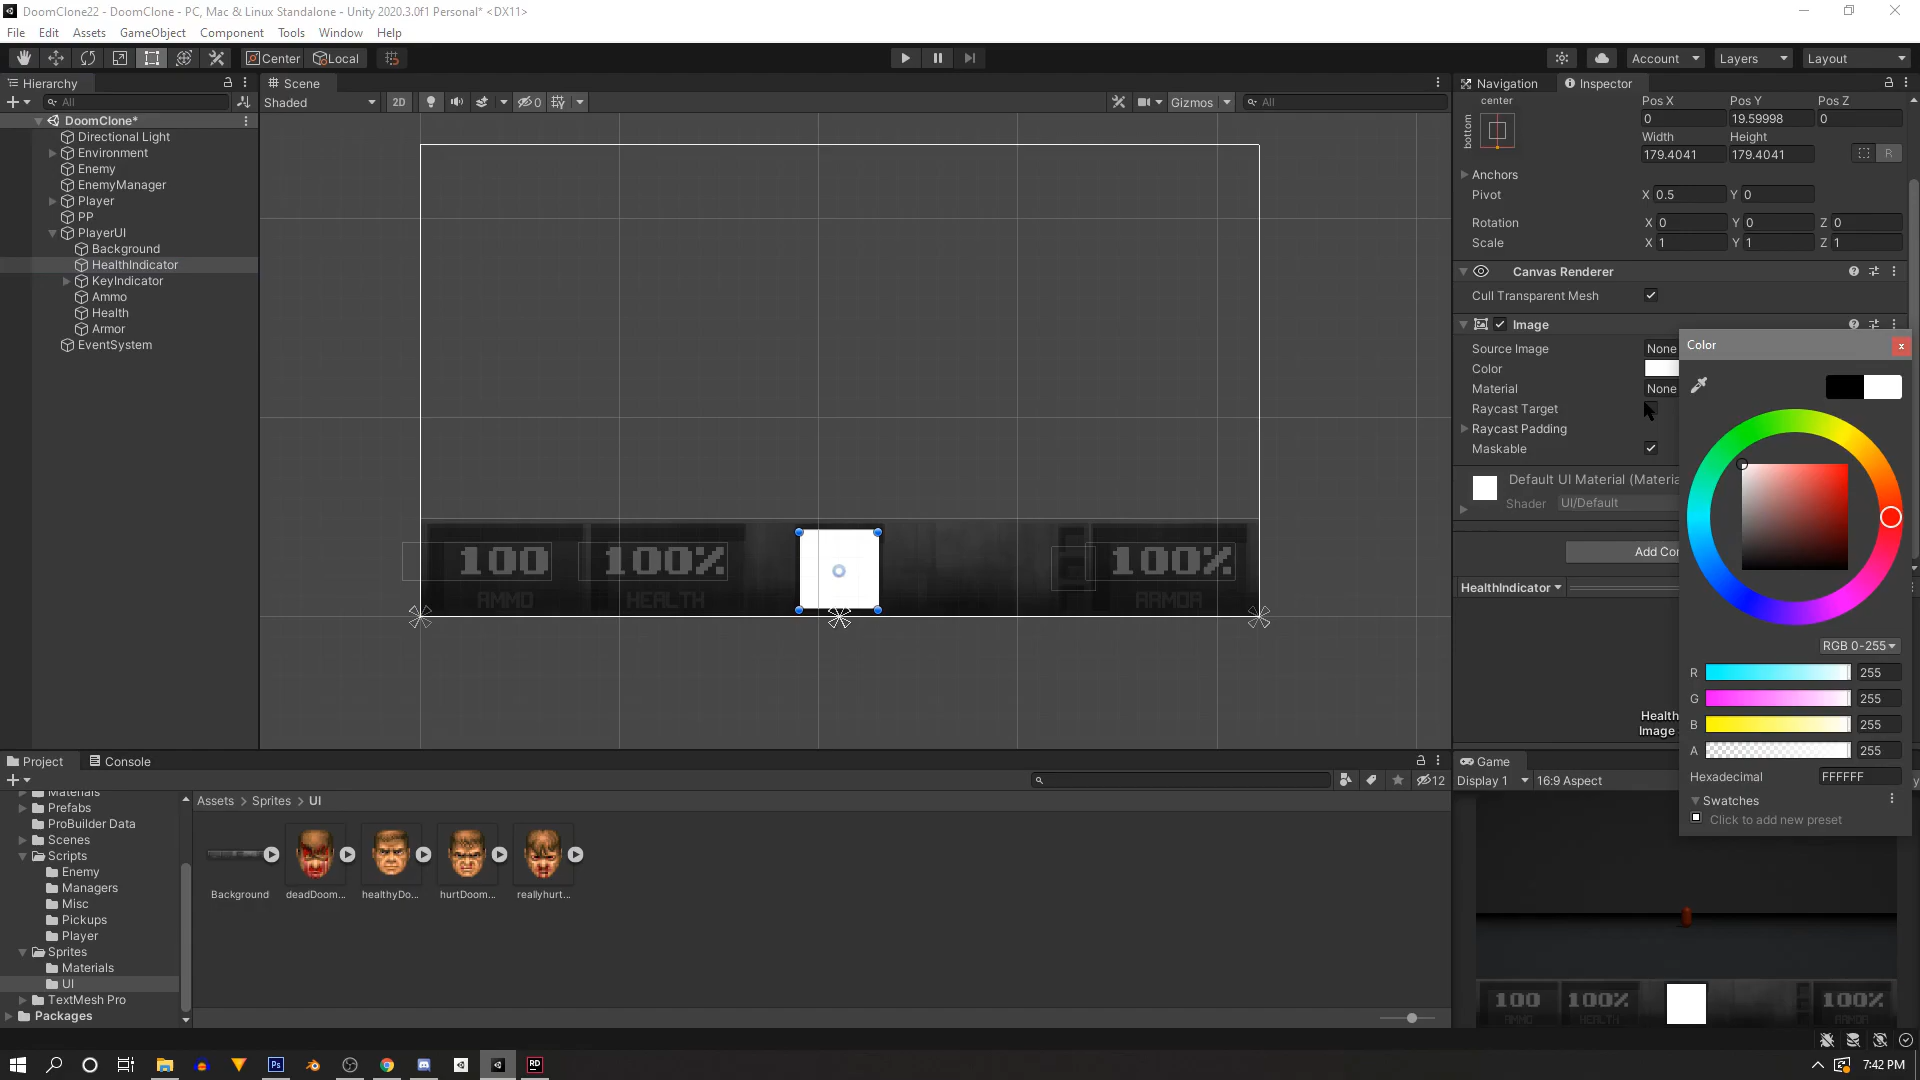 DoomClone22 - DoomClone - PC, Mac & Linux Standalone - Unity 2020.3.0f1 Personal* <DX11>
File Edit Assets GameObject Component Tools Window Help
Center Local Account Layers Layout
Hierarchy
All
DoomClone*
Directional Light
Environment
Enemy
EnemyManager
Player
PP
PlayerUI
Background
HealthIndicator
KeyIndicator
Ammo
Health
Armor
EventSystem
Scene
Shaded 2D 0 Gizmos All
100 100% 100%
AMMO HEALTH ARMOR
Navigation Inspector
center
bottom
Pos X Pos Y Pos Z
0 19.59998 0
Width Height
179.4041 179.4041 R
Anchors
Pivot X 0.5 Y 0
Rotation X 0 Y 0 Z 0
Scale X 1 Y 1 Z 1
Canvas Renderer
Cull Transparent Mesh
Image
Source Image None
Color
Material None
Raycast Target
Raycast Padding
Maskable
Default UI Material (Materia
Shader UI/Default
Add Co
HealthIndicator
Health
Image
Color
RGB 0-255
R 255
G 255
B 255
A 255
Hexadecimal FFFFFF
Swatches
Click to add new preset
Project Console
12
Materials
Prefabs
ProBuilder Data
Scenes
Scripts
Enemy
Managers
Misc
Pickups
Player
Sprites
Materials
UI
TextMesh Pro
Packages
Assets > Sprites > UI
Background deadDoom... healthyDo... hurtDoom... reallyhurt...
Game
Display 1 16:9 Aspect
100 100% 100%
AMMO HEALTH ARMOR
Ps RD
7:42 PM